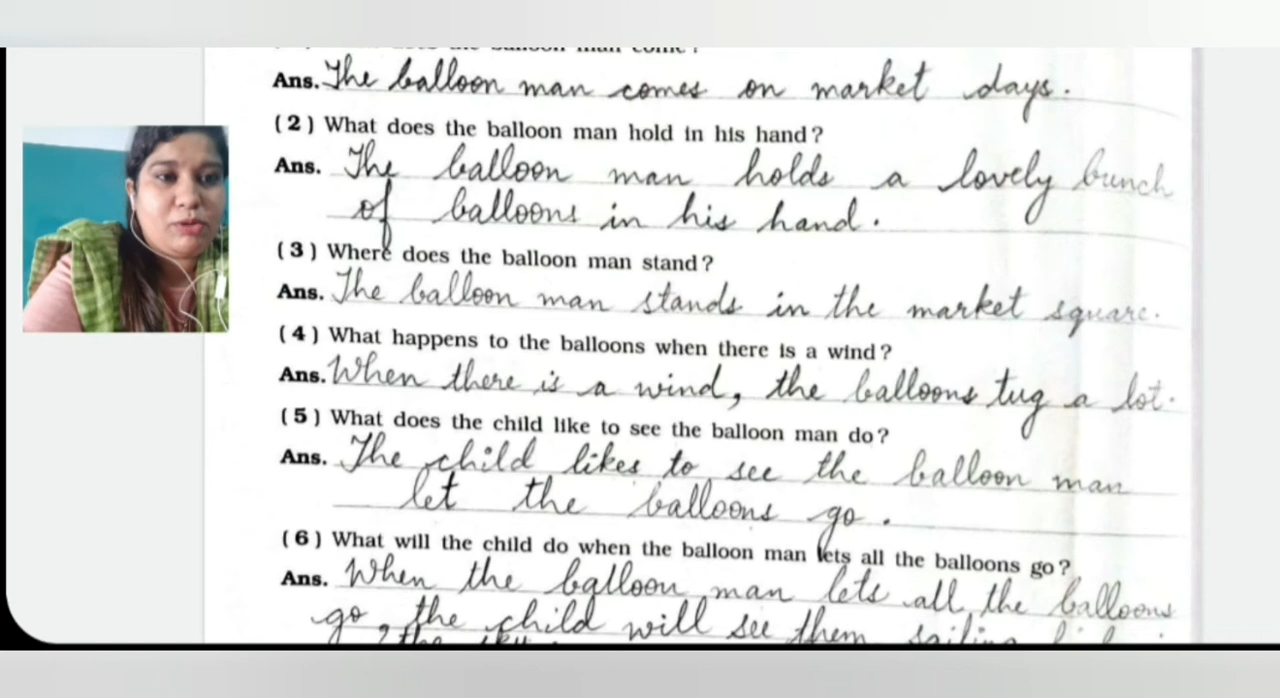 balloon man come?
Ans. The balloon man comes on market days.
(2) What does the balloon man hold in his hand?
Ans. The balloon man holds a lovely bunch
of balloons in his hand.
(3) Where does the balloon man stand?
Ans. The balloon man stands in the market square.
(4) What happens to the balloons when there is a wind?
Ans. When there is a wind, the balloons tug a lot.
(5) What does the child like to see the balloon man do?
Ans. The child likes to see the balloon man
let the balloons go.
(6) What will the child do when the balloon man lets all the balloons go?
Ans. When the balloon man lets all the balloons
go, the child will see them sailing
the sky